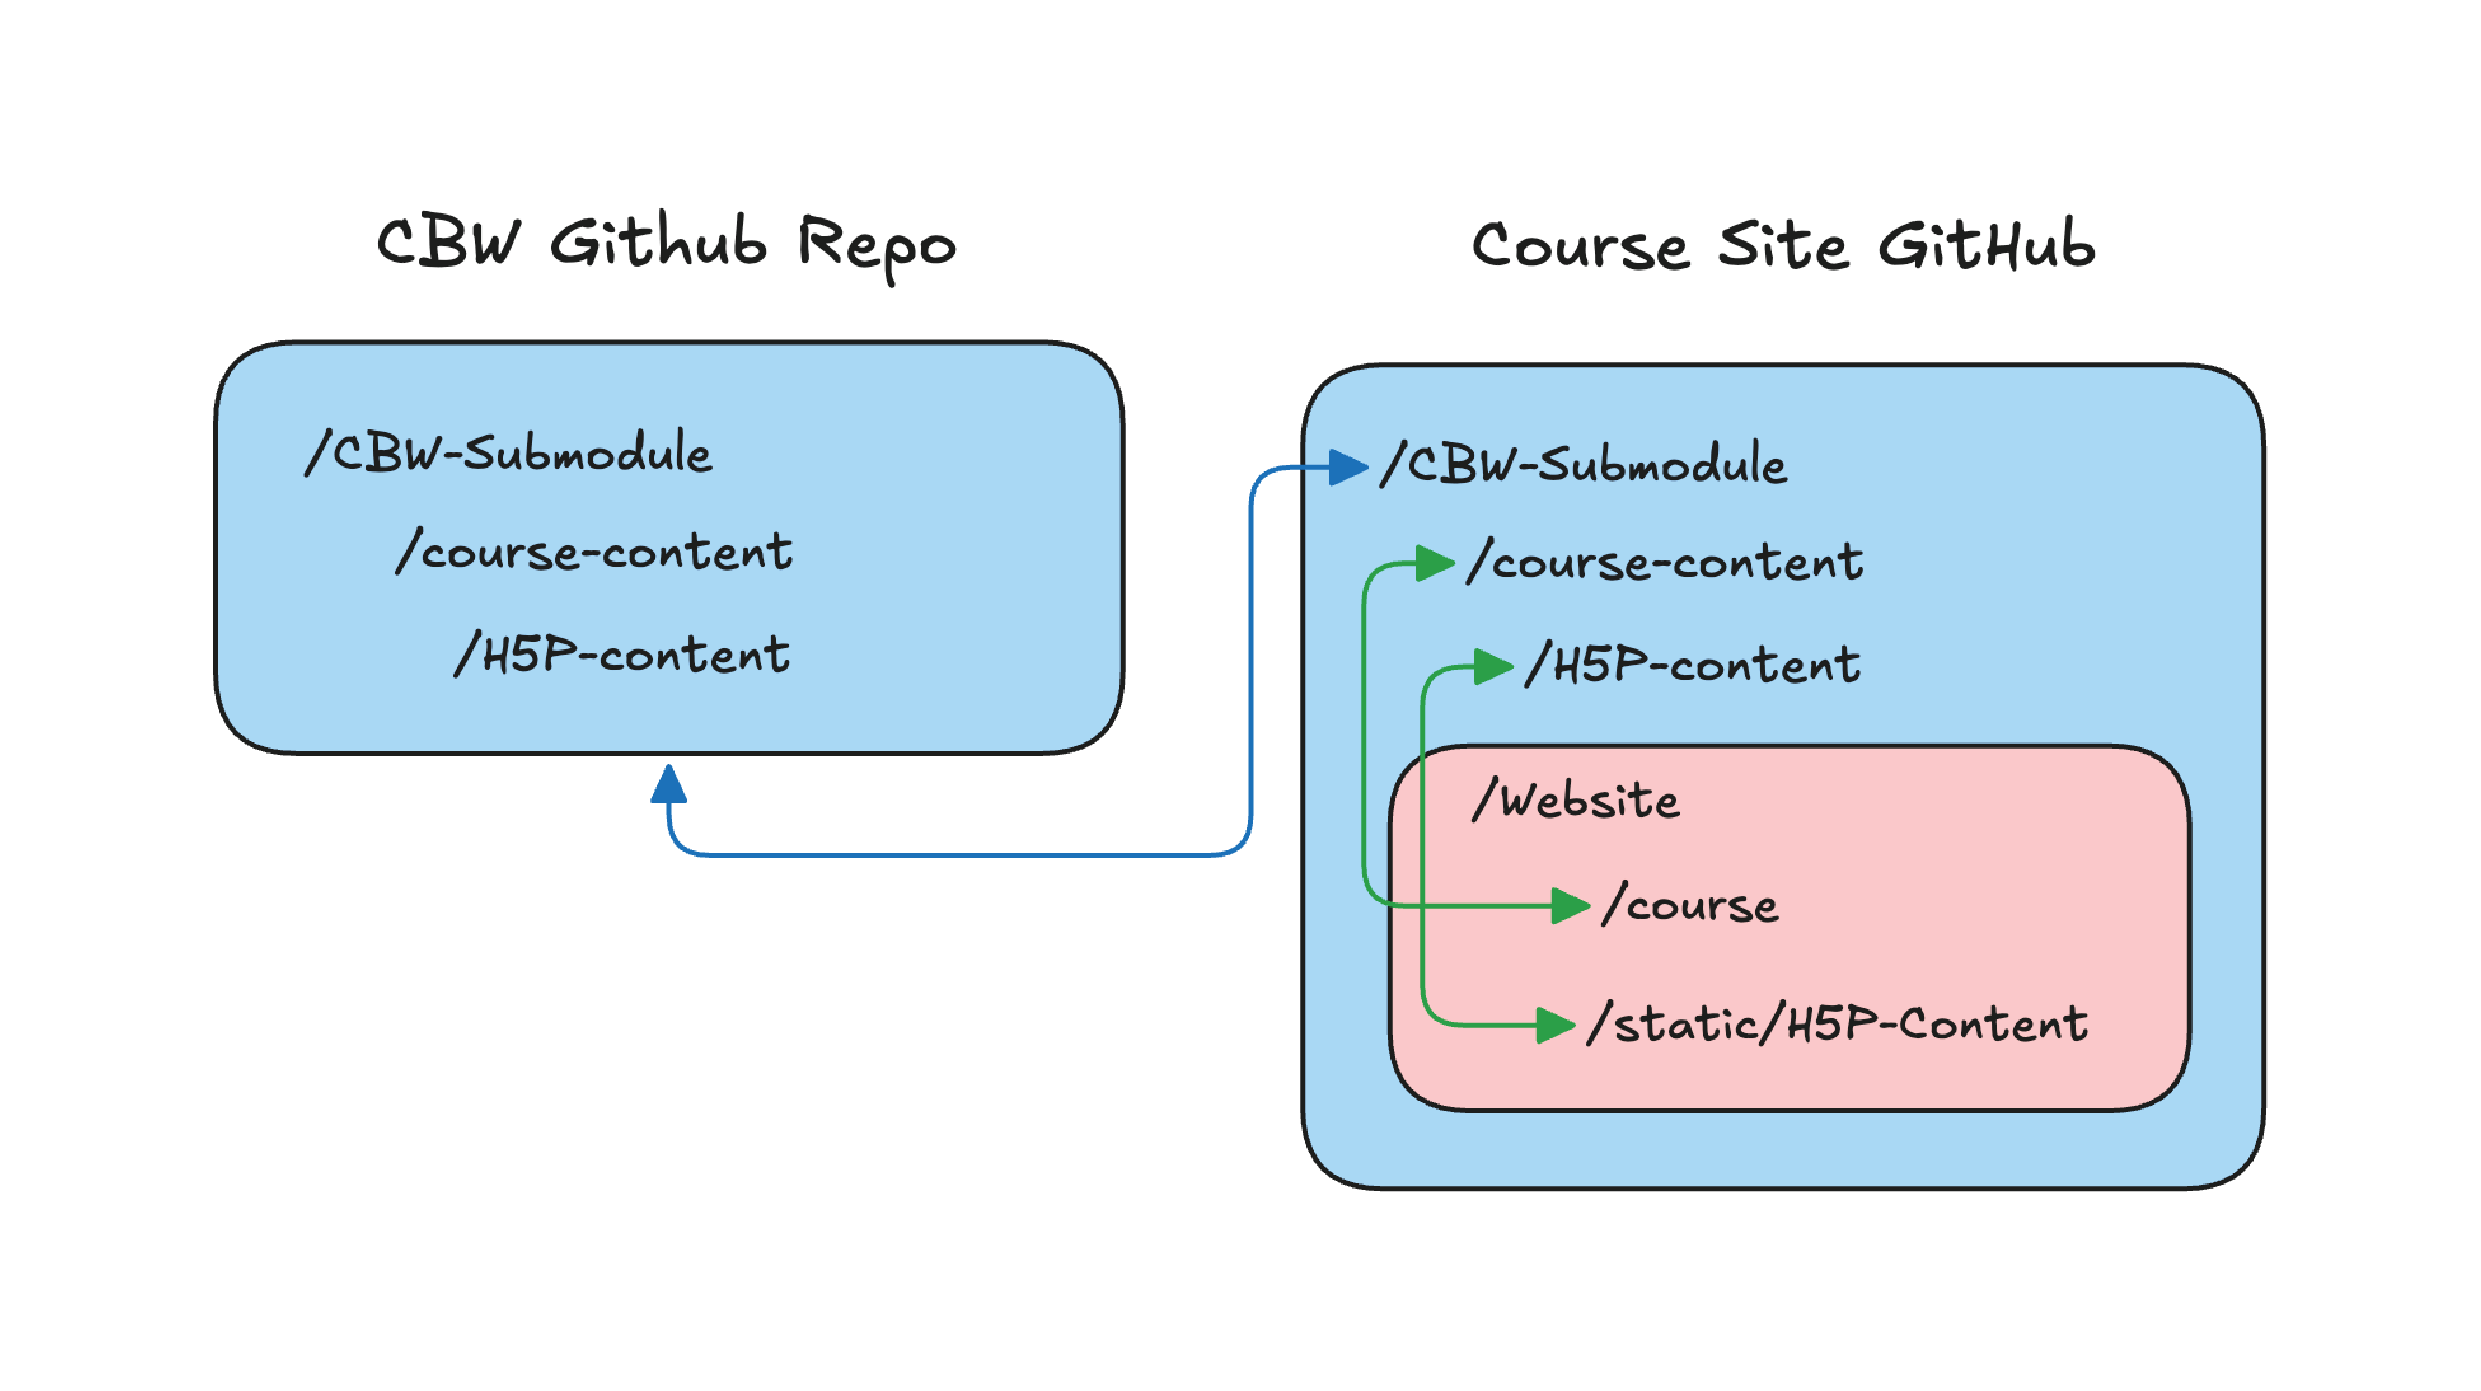 CBW Github Repo
/CBW-Submodule
/course-content
/H5P-content
Course Site GitHub
/CBW-Submodule
/course-content
/H5P-content
/Website
/course
/static/H5P-Content